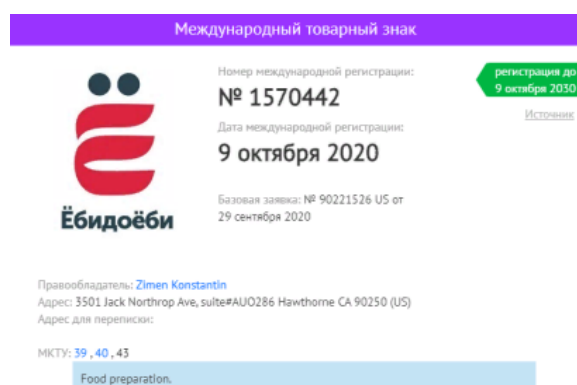 Международный товарный знак
Номер международной регистрации:
№ 1570442
регистрация до
9 октября 2030
Источник
Дата международной регистрации:
9 октября 2020
Базовая заявка: № 90221526 US от
29 сентября 2020
ё
Ёбидоёби
Правообладатель: Zimen Konstantin
Адрес: 3501 Jack Northrop Ave, suite#AUO286 Hawthorne CA 90250 (US)
Адрес для переписки:
МКТУ: 39 , 40 , 43
Food preparation.